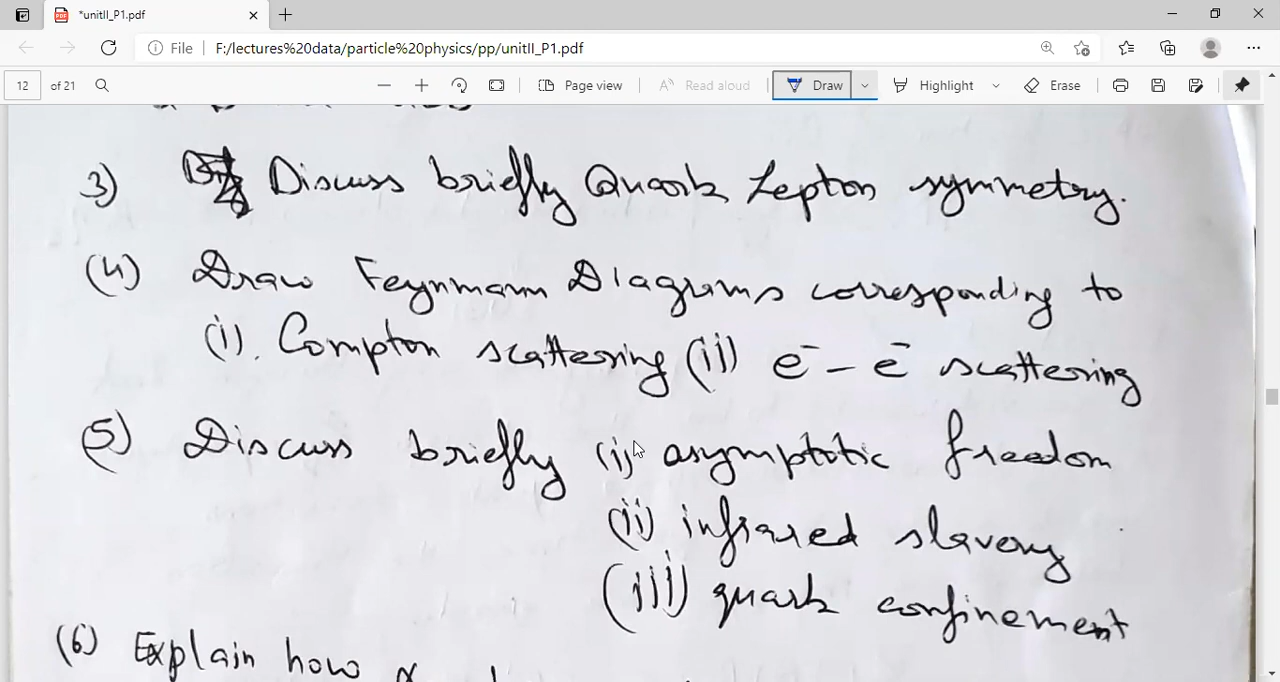 *unitII_P1.pdf
File F:/lectures%20data/particle%20physics/pp/unitII_P1.pdf
12 of 21 Page view Read aloud Draw Highlight Erase
3) Discuss briefly Quark Lepton symmetry.
(4) Draw Feynmann Diagrams corresponding to
(i). Compton scattering (ii) e⁻ – e⁻ scattering
(5) Discuss briefly (i) asymptotic freedom
(ii) infrared slavery
(iii) quark confinement
(6) Explain how